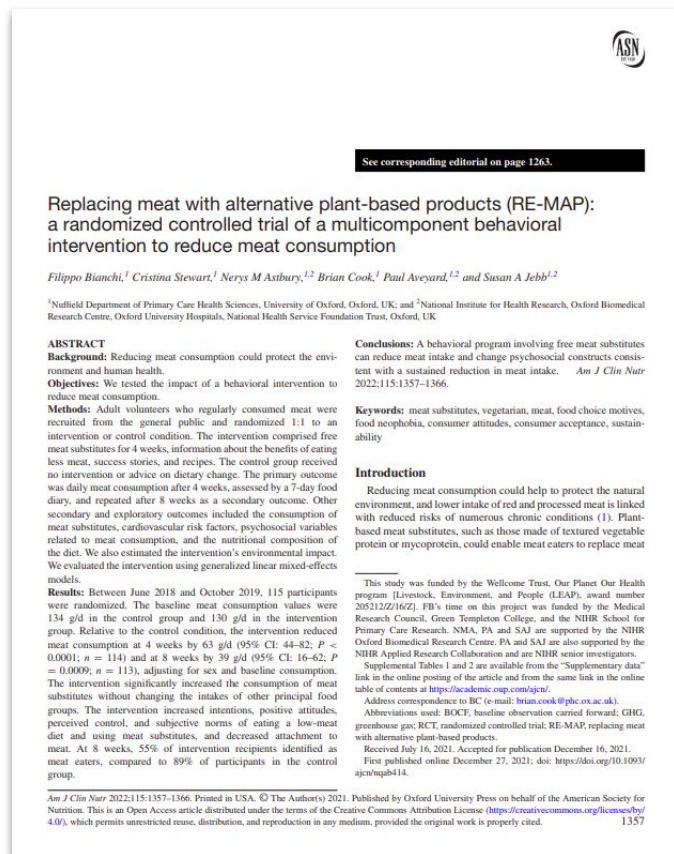 ASN
See corresponding editorial on page 1263.
Replacing meat with alternative plant-based products (RE-MAP):
a randomized controlled trial of a multicomponent behavioral
intervention to reduce meat consumption
Filippo Bianchi,1 Cristina Stewart,1 Nerys M Astbury,1,2 Brian Cook,1 Paul Aveyard,1,2 and Susan A Jebb1,2
1Nuffield Department of Primary Care Health Sciences, University of Oxford, Oxford, UK; and 2National Institute for Health Research, Oxford Biomedical
Research Centre, Oxford University Hospitals, National Health Service Foundation Trust, Oxford, UK
ABSTRACT
Background: Reducing meat consumption could protect the envi-
ronment and human health.
Objectives: We tested the impact of a behavioral intervention to
reduce meat consumption.
Methods: Adult volunteers who regularly consumed meat were
recruited from the general public and randomized 1:1 to an
intervention or control condition. The intervention comprised free
meat substitutes for 4 weeks, information about the benefits of eating
less meat, success stories, and recipes. The control group received
no intervention or advice on dietary change. The primary outcome
was daily meat consumption after 4 weeks, assessed by a 7-day food
diary, and repeated after 8 weeks as a secondary outcome. Other
secondary and exploratory outcomes included the consumption of
meat substitutes, cardiovascular risk factors, psychosocial variables
related to meat consumption, and the nutritional composition of
the diet. We also estimated the intervention's environmental impact.
We evaluated the intervention using generalized linear mixed-effects
models.
Results: Between June 2018 and October 2019, 115 participants
were randomized. The baseline meat consumption values were
134 g/d in the control group and 130 g/d in the intervention
group. Relative to the control condition, the intervention reduced
meat consumption at 4 weeks by 63 g/d (95% CI: 44–82; P <
0.0001; n = 114) and at 8 weeks by 39 g/d (95% CI: 16–62; P
= 0.0009; n = 113), adjusting for sex and baseline consumption.
The intervention significantly increased the consumption of meat
substitutes without changing the intakes of other principal food
groups. The intervention increased intentions, positive attitudes,
perceived control, and subjective norms of eating a low-meat
diet and using meat substitutes, and decreased attachment to
meat. At 8 weeks, 55% of intervention recipients identified as
meat eaters, compared to 89% of participants in the control
group.
Conclusions: A behavioral program involving free meat substitutes
can reduce meat intake and change psychosocial constructs consis-
tent with a sustained reduction in meat intake. Am J Clin Nutr
2022;115:1357–1366.
Keywords: meat substitutes, vegetarian, meat, food choice motives,
food neophobia, consumer attitudes, consumer acceptance, sustain-
ability
Introduction
Reducing meat consumption could help to protect the natural
environment, and lower intake of red and processed meat is linked
with reduced risks of numerous chronic conditions (1). Plant-
based meat substitutes, such as those made of textured vegetable
protein or mycoprotein, could enable meat eaters to replace meat
This study was funded by the Wellcome Trust, Our Planet Our Health
program [Livestock, Environment, and People (LEAP), award number
205212/Z/16/Z]. FB's time on this project was funded by the Medical
Research Council, Green Templeton College, and the NIHR School for
Primary Care Research. NMA, PA and SAJ are supported by the NIHR
Oxford Biomedical Research Centre. PA and SAJ are also supported by the
NIHR Applied Research Collaboration and are NIHR senior investigators.
Supplemental Tables 1 and 2 are available from the "Supplementary data"
link in the online posting of the article and from the same link in the online
table of contents at https://academic.oup.com/ajcn/.
Address correspondence to BC (e-mail: brian.cook@phc.ox.ac.uk).
Abbreviations used: BOCF, baseline observation carried forward; GHG,
greenhouse gas; RCT, randomized controlled trial; RE-MAP, replacing meat
with alternative plant-based products.
Received July 16, 2021. Accepted for publication December 16, 2021.
First published online December 27, 2021; doi: https://doi.org/10.1093/
ajcn/nqab414.
Am J Clin Nutr 2022;115:1357–1366. Printed in USA. © The Author(s) 2021. Published by Oxford University Press on behalf of the American Society for
Nutrition. This is an Open Access article distributed under the terms of the Creative Commons Attribution License (https://creativecommons.org/licenses/by/
4.0/), which permits unrestricted reuse, distribution, and reproduction in any medium, provided the original work is properly cited.
1357